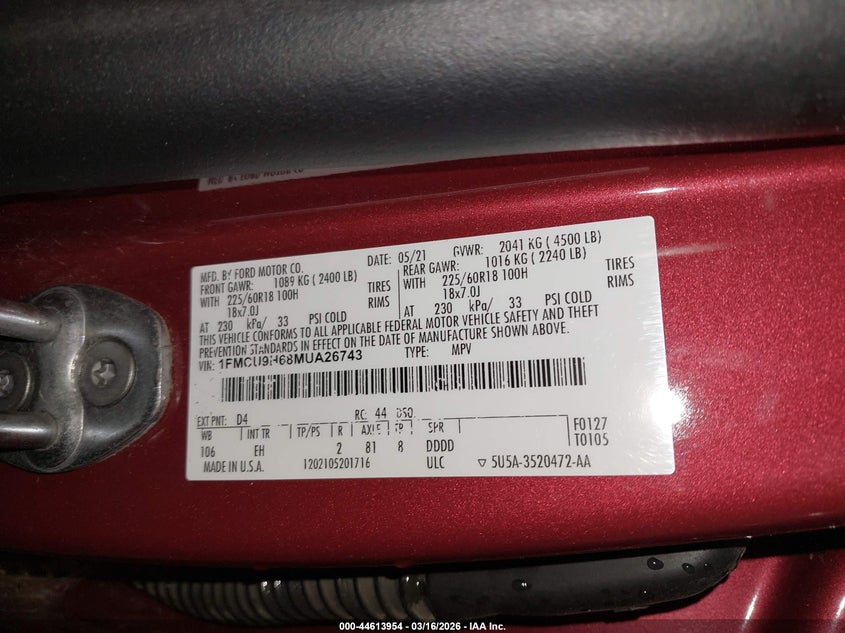 MFD. BY FORD MOTOR CO. DATE: 05/21 GVWR: 2041 KG ( 4500 LB)
FRONT GAWR: 1089 KG ( 2400 LB) REAR GAWR: 1016 KG ( 2240 LB)
WITH 225/60R18 100H TIRES WITH 225/60R18 100H TIRES
18x7.0J RIMS 18x7.0J RIMS
AT 230 kPa/ 33 PSI COLD AT 230 kPa/ 33 PSI COLD
THIS VEHICLE CONFORMS TO ALL APPLICABLE FEDERAL MOTOR VEHICLE SAFETY AND THEFT
PREVENTION STANDARDS IN EFFECT ON THE DATE OF MANUFACTURE SHOWN ABOVE.
VIN: 1FMCU9H68MUA26743 TYPE: MPV
EXT PNT: D4 RC: 44 DSO:
WB INT TR TP/PS R AXLE TR SPR F0127
106 EH 2 81 8 DDDD T0105
MADE IN U.S.A. 1202105201716 ULC ▽ 5U5A-3520472-AA
000-44613954 - 03/16/2026 - IAA Inc.